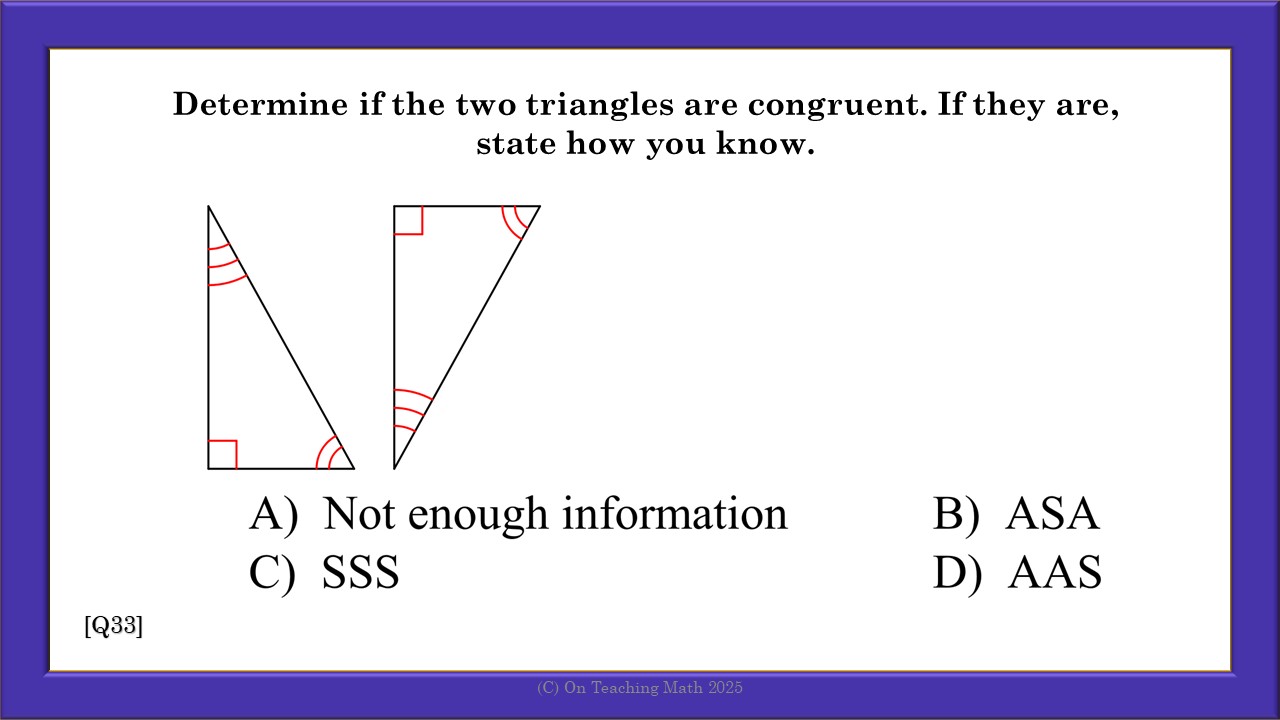 Determine if the two triangles are congruent. If they are,
state how you know.
A) Not enough information B) ASA
C) SSS D) AAS
[Q33]
(C) On Teaching Math 2025